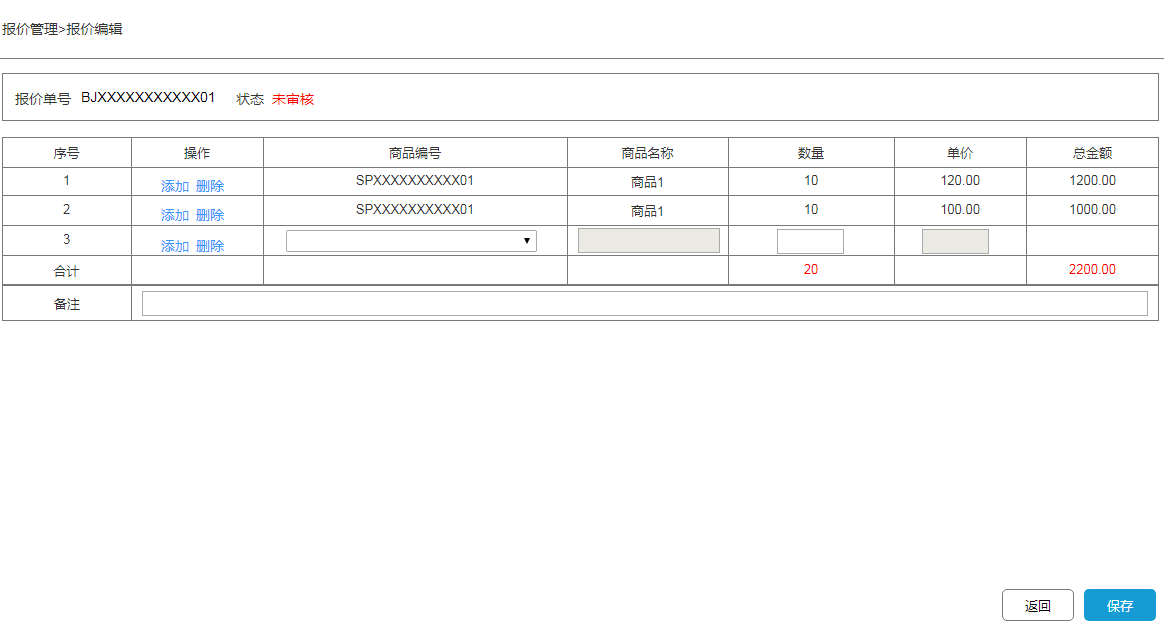 报价管理>报价编辑
报价单号 BJXXXXXXXXXXX01 状态 未审核
序号 操作 商品编号 商品名称 数量 单价 总金额
1 添加 删除 SPXXXXXXXXXX01 商品1 10 120.00 1200.00
2 添加 删除 SPXXXXXXXXXX01 商品1 10 100.00 1000.00
3 添加 删除
合计 20 2200.00
备注
返回 保存